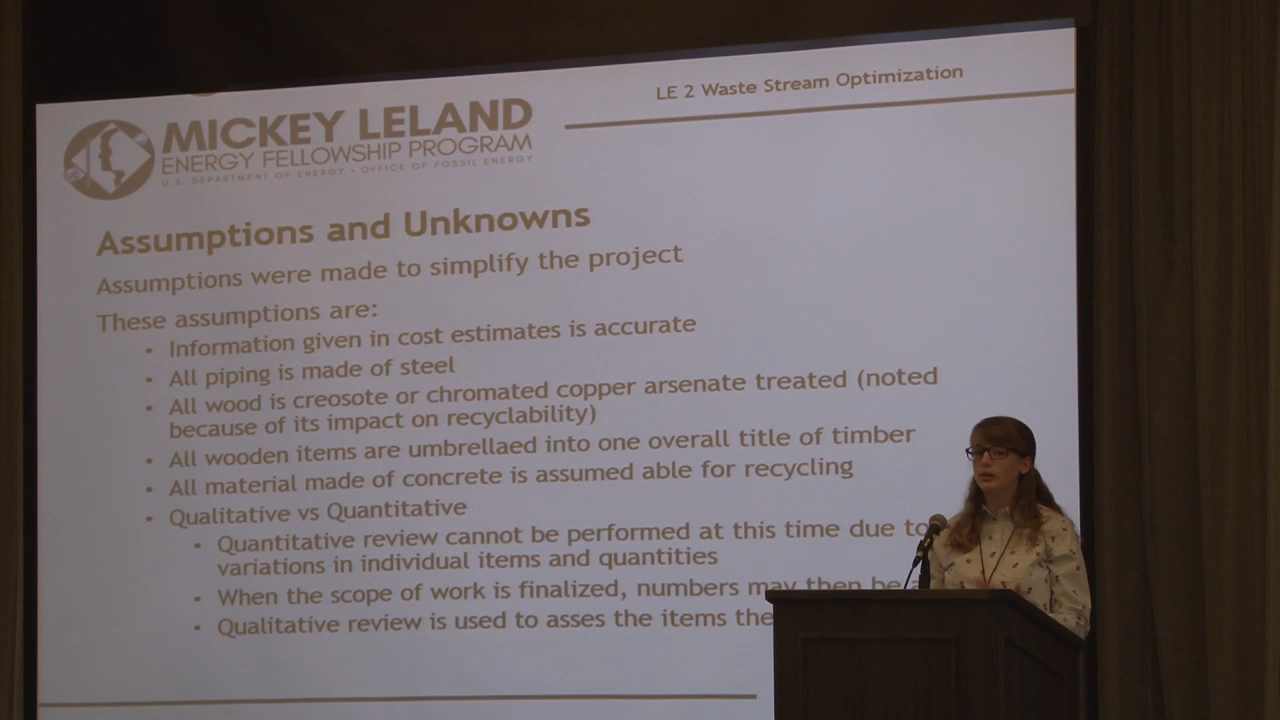 LE 2 Waste Stream Optimization
MICKEY LELAND
ENERGY FELLOWSHIP PROGRAM
U.S. DEPARTMENT OF ENERGY • OFFICE OF FOSSIL ENERGY
Assumptions and Unknowns
Assumptions were made to simplify the project
These assumptions are:
• Information given in cost estimates is accurate
• All piping is made of steel
• All wood is creosote or chromated copper arsenate treated (noted
because of its impact on recyclability)
• All wooden items are umbrellaed into one overall title of timber
• All material made of concrete is assumed able for recycling
• Qualitative vs Quantitative
• Quantitative review cannot be performed at this time due to
variations in individual items and quantities
• When the scope of work is finalized, numbers may then be
• Qualitative review is used to asses the items